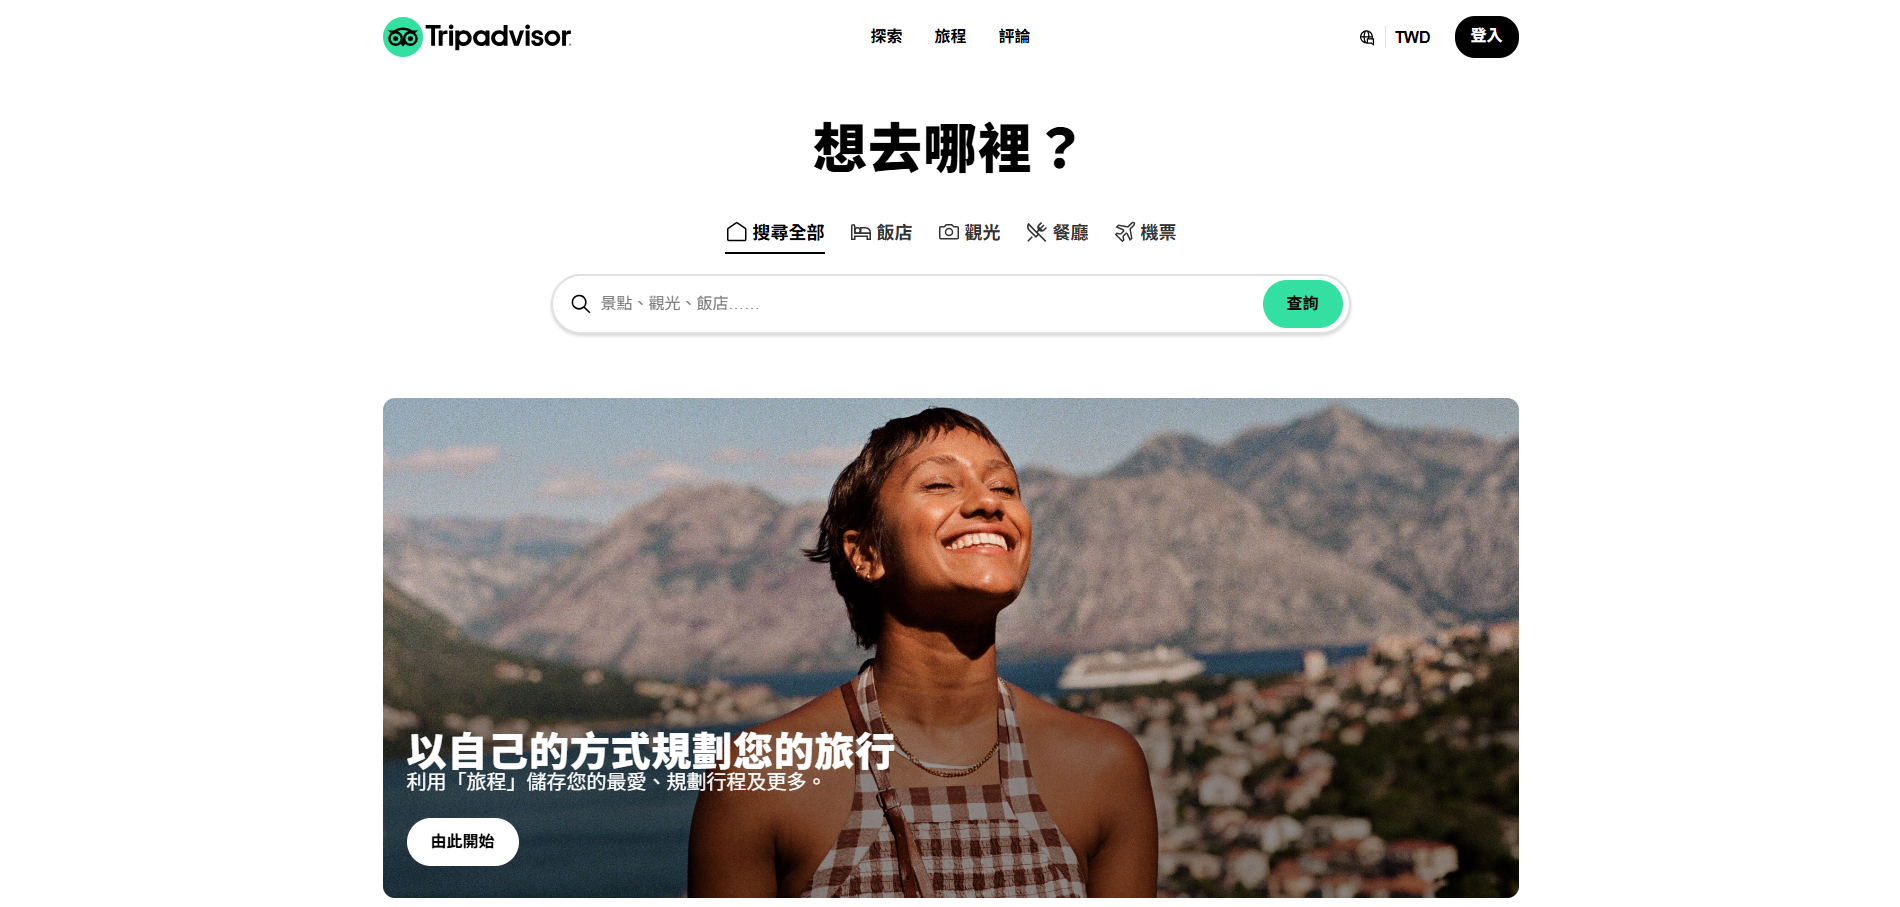 Tripadvisor
探索 旅程 評論
TWD
登入
想去哪裡？
搜尋全部 飯店 觀光 餐廳 機票
景點、觀光、飯店……
查詢
以自己的方式規劃您的旅行
利用「旅程」儲存您的最愛、規劃行程及更多。
由此開始